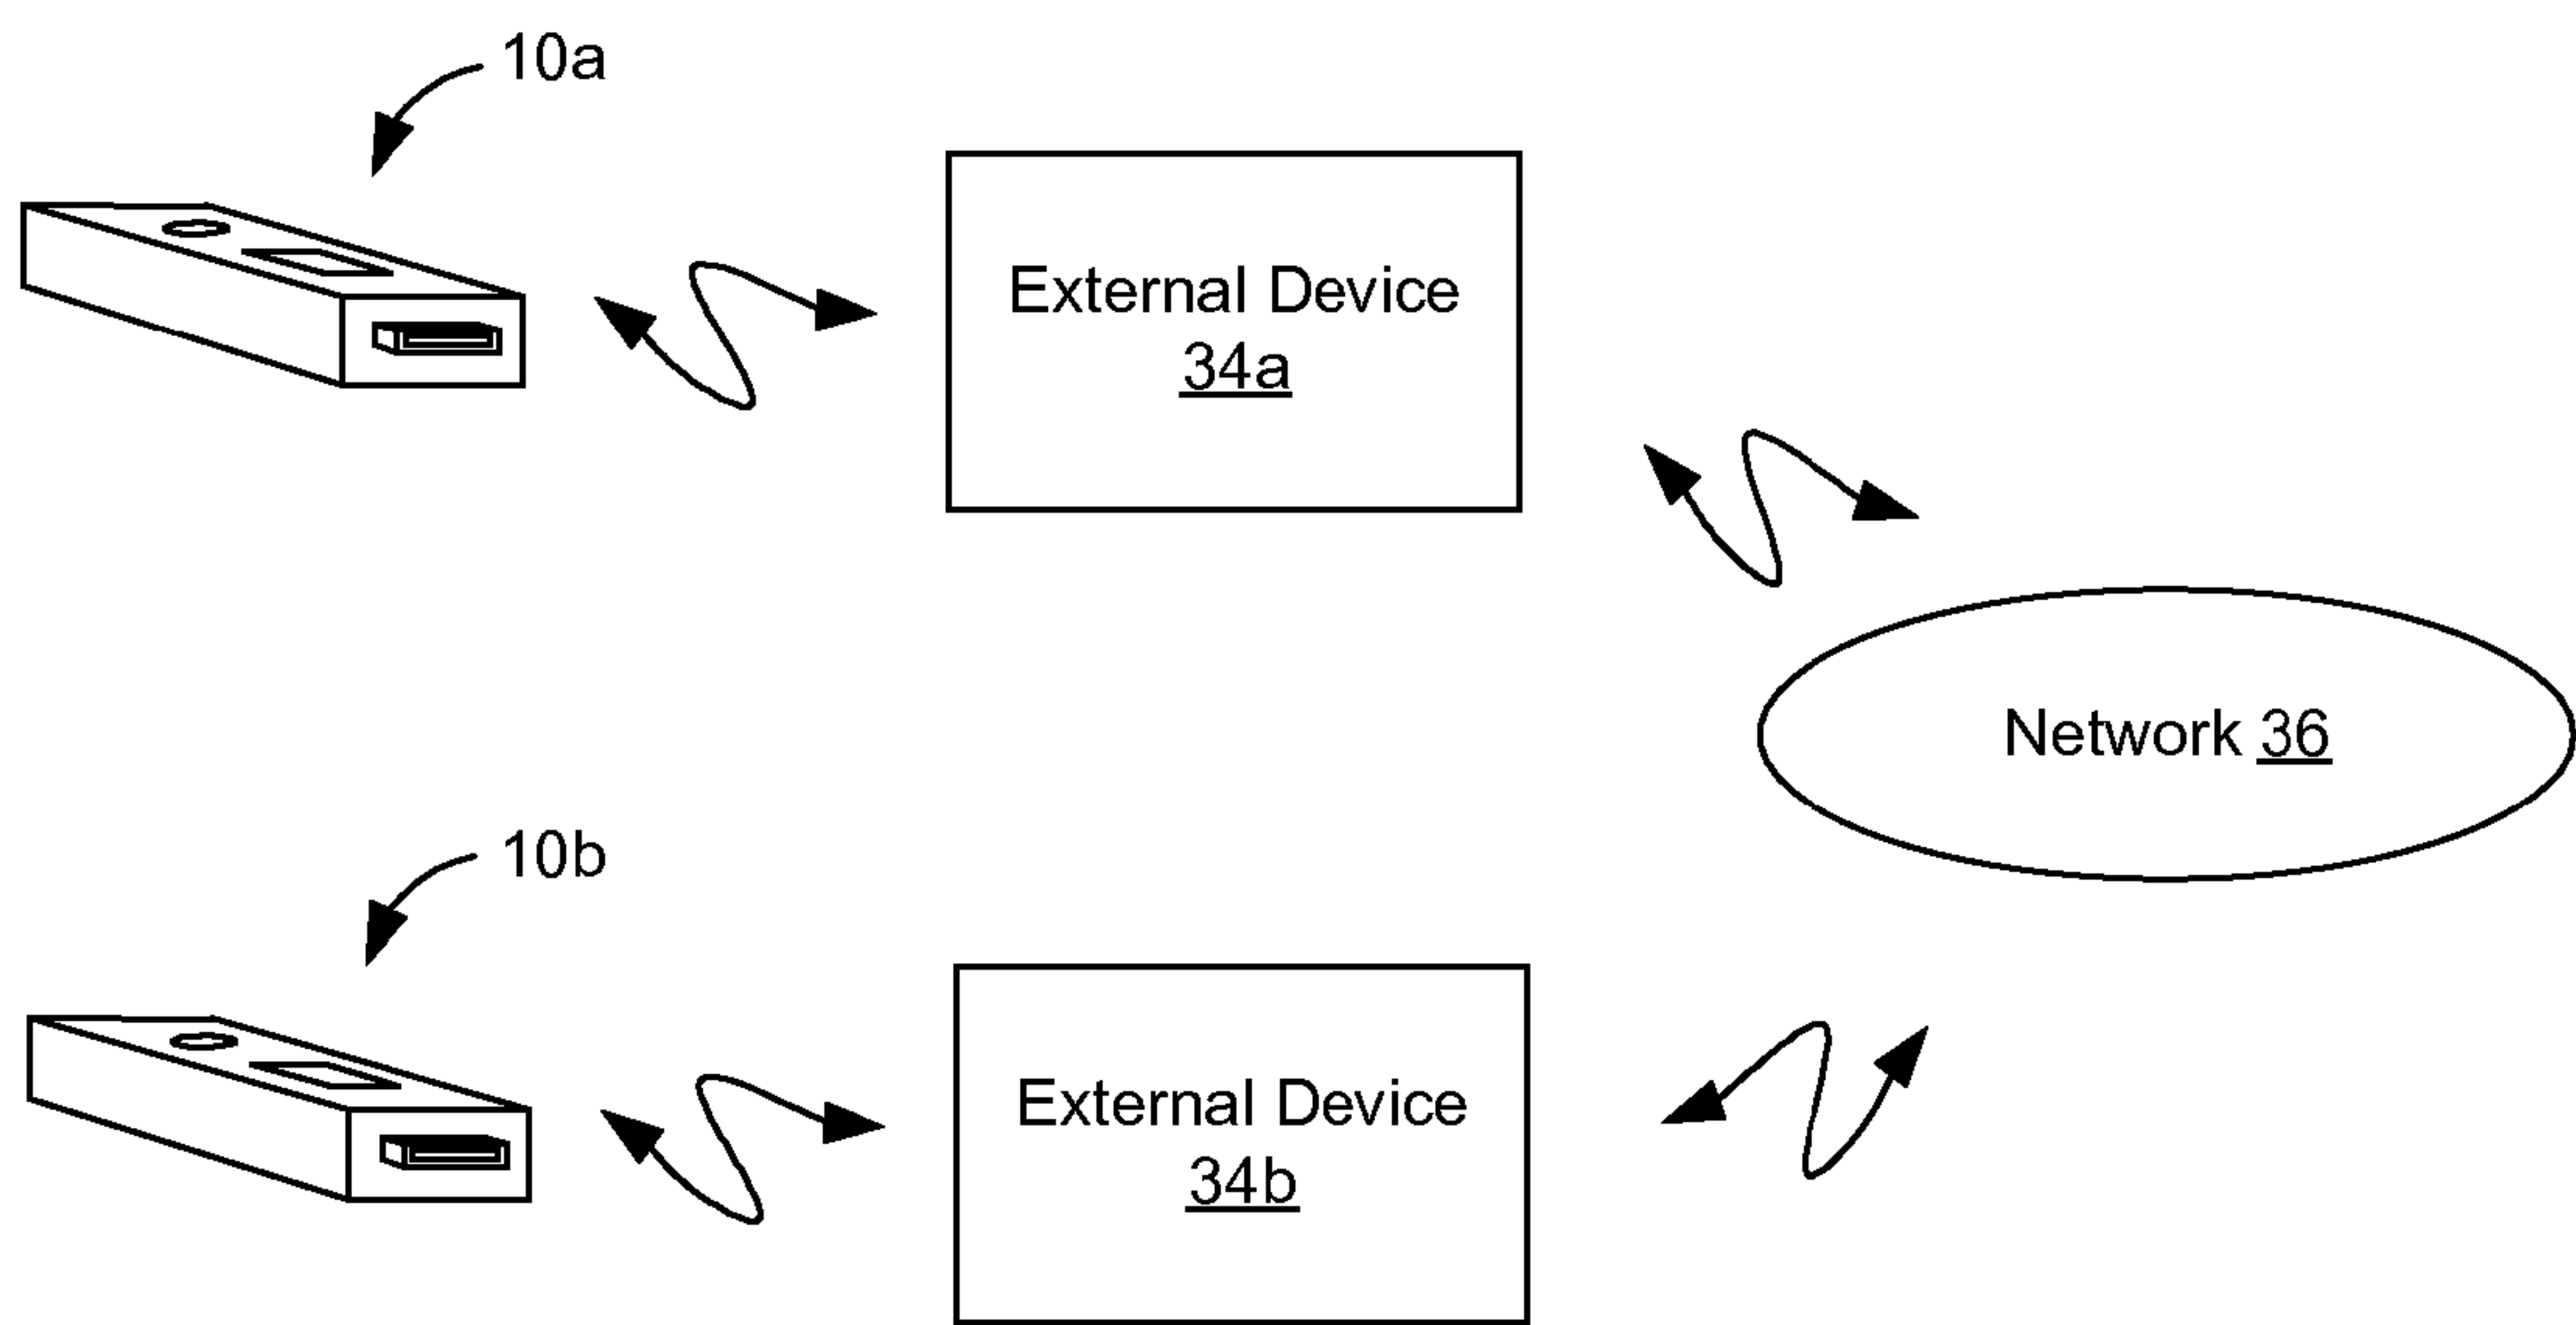 10a
External Device
34a
Network 36
10b
External Device
34b